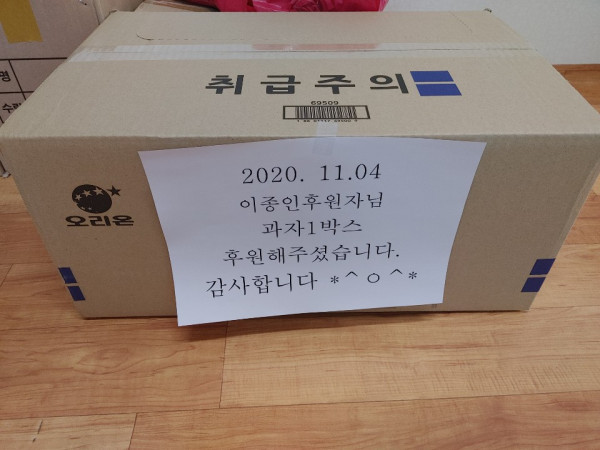 취급주의
69509
오리온
2020. 11.04
이종인후원자님
과자1박스
후원해주셨습니다.
감사합니다 *^ㅇ^*